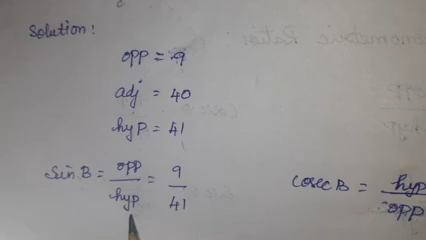 Solution:
opp = 9
adj = 40
hyp = 41
Sin B = opp/hyp = 9/41
cosec B = hyp/opp